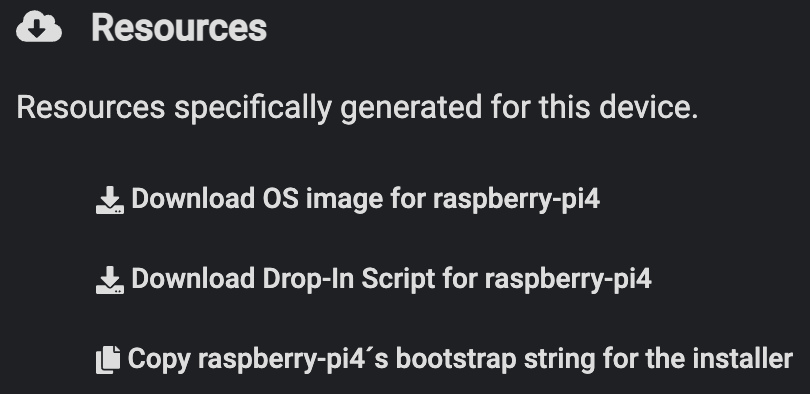 Resources
Resources specifically generated for this device.
Download OS image for raspberry-pi4
Download Drop-In Script for raspberry-pi4
Copy raspberry-pi4´s bootstrap string for the installer